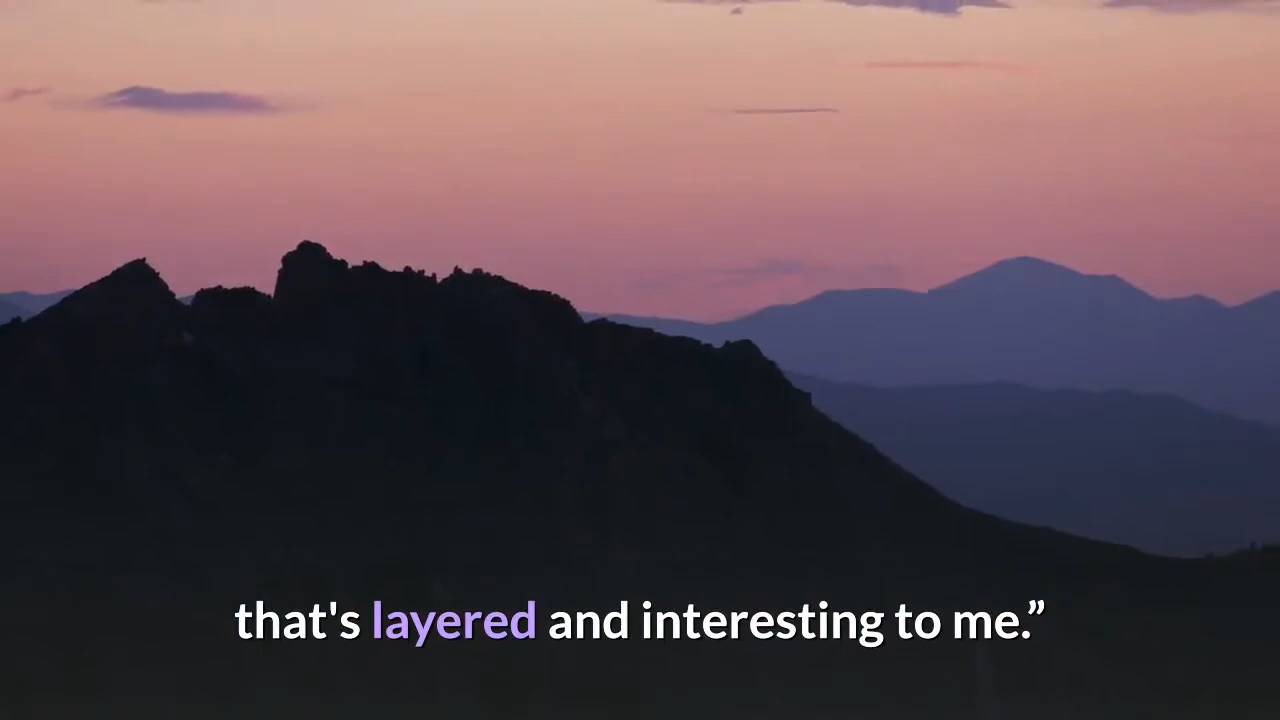 that's layered and interesting to me.”